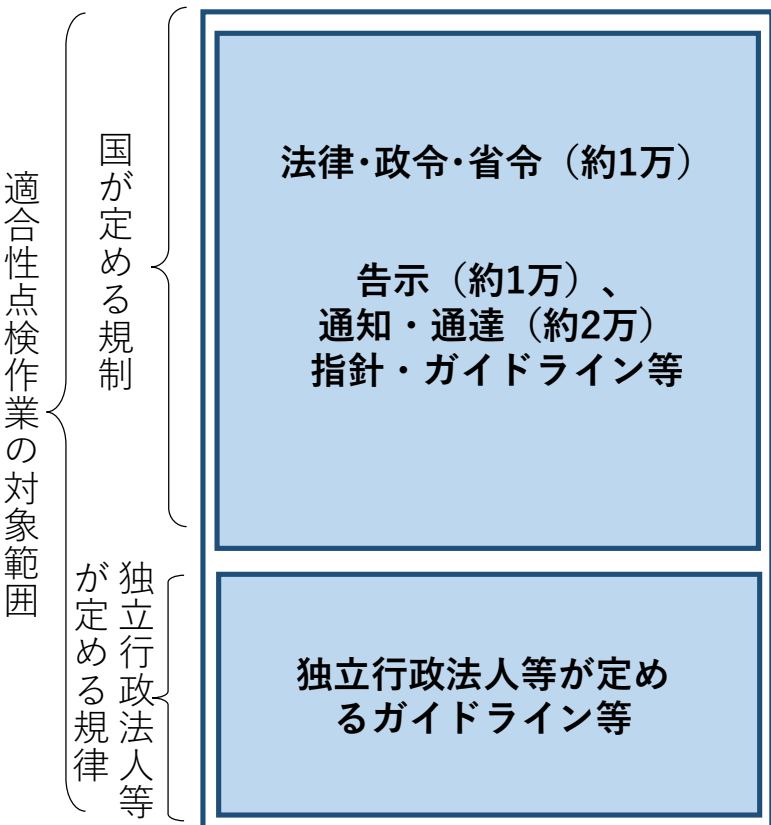 適合性点検作業の対象範囲
国が定める規制
法律･政令･省令（約1万）
告示（約1万）、
通知・通達（約2万）
指針・ガイドライン等
独立行政法人等
が定める規律
独立行政法人等が定め
るガイドライン等